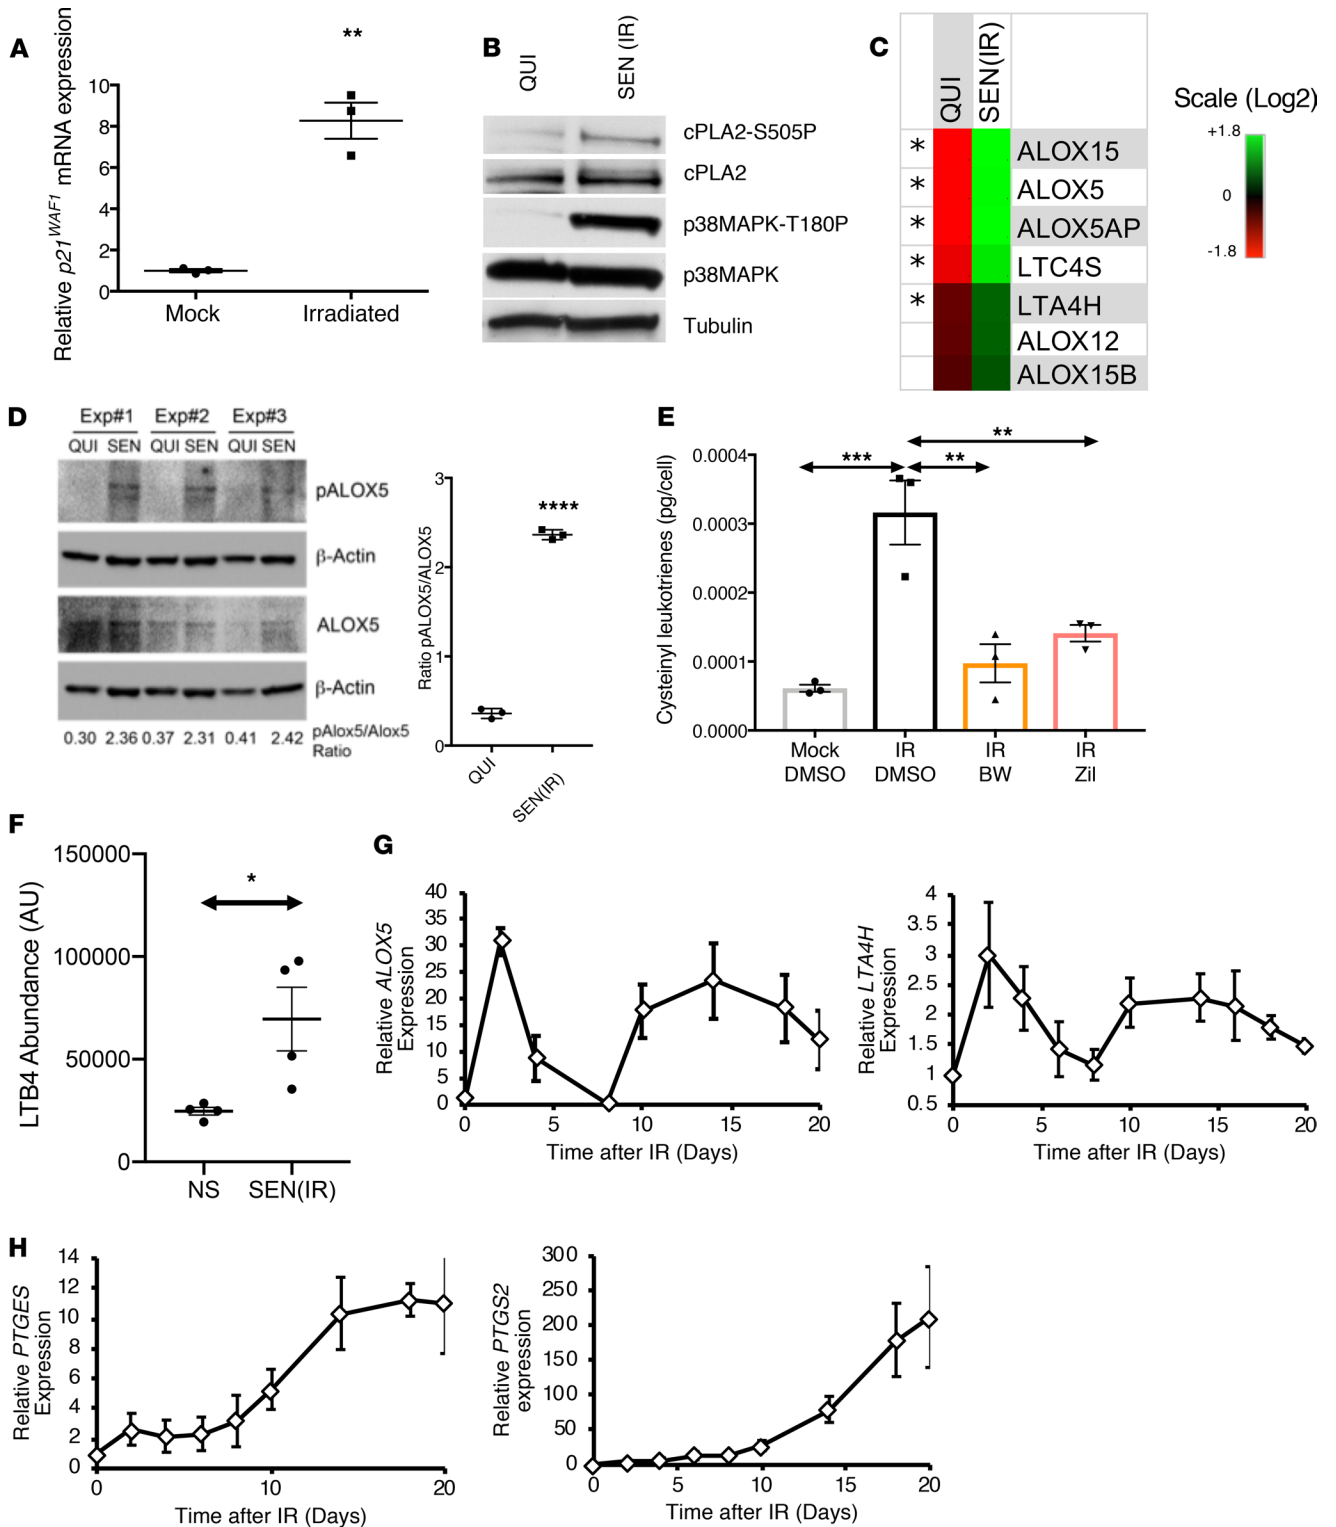 A
Relative p21WAF1 mRNA expression
**
10
8
6
4
2
0
Mock
Irradiated
B
QUI
SEN (IR)
cPLA2-S505P
cPLA2
p38MAPK-T180P
p38MAPK
Tubulin
C
QUI
SEN(IR)
* ALOX15
* ALOX5
* ALOX5AP
* LTC4S
* LTA4H
ALOX12
ALOX15B
Scale (Log2)
+1.8
0
-1.8
D
Exp#1 Exp#2 Exp#3
QUI SEN QUI SEN QUI SEN
pALOX5
β-Actin
ALOX5
β-Actin
0.30 2.36 0.37 2.31 0.41 2.42 pAlox5/Alox5
Ratio
Ratio pALOX5/ALOX5
3
2
1
0
****
QUI
SEN(IR)
E
Cysteinyl leukotrienes (pg/cell)
0.0004
0.0003
0.0002
0.0001
0.0000
**
*** **
Mock IR IR IR
DMSO DMSO BW Zil
F
LTB4 Abundance (AU)
150000
100000
50000
0
*
NS SEN(IR)
G
Relative ALOX5
Expression
40
35
30
25
20
15
10
5
0
0 5 10 15 20
Time after IR (Days)
Relative LTA4H
Expression
4
3.5
3
2.5
2
1.5
1
0.5
0 5 10 15 20
Time after IR (Days)
H
Relative PTGES
Expression
14
12
10
8
6
4
2
0
0 10 20
Time after IR (Days)
Relative PTGS2
expression
300
250
200
150
100
50
0
0 5 10 15 20
Time after IR (Days)